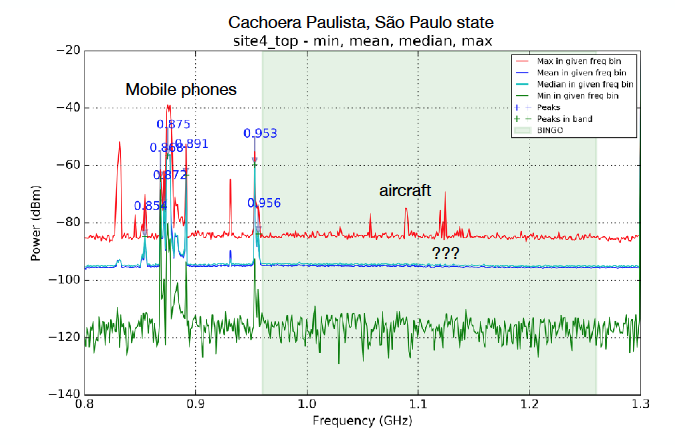 Cachoera Paulista, São Paulo state
site4_top - min, mean, median, max
−20
−40
−60
−80
−100
−120
−140
Power (dBm)
Mobile phones
0.875
0.868
0.891
0.872
0.854
0.953
0.956
aircraft
???
Max in given freq bin
Mean in given freq bin
Median in given freq bin
Min in given freq bin
Peaks
Peaks in band
BINGO
0.8
0.9
1.0
1.1
1.2
1.3
Frequency (GHz)